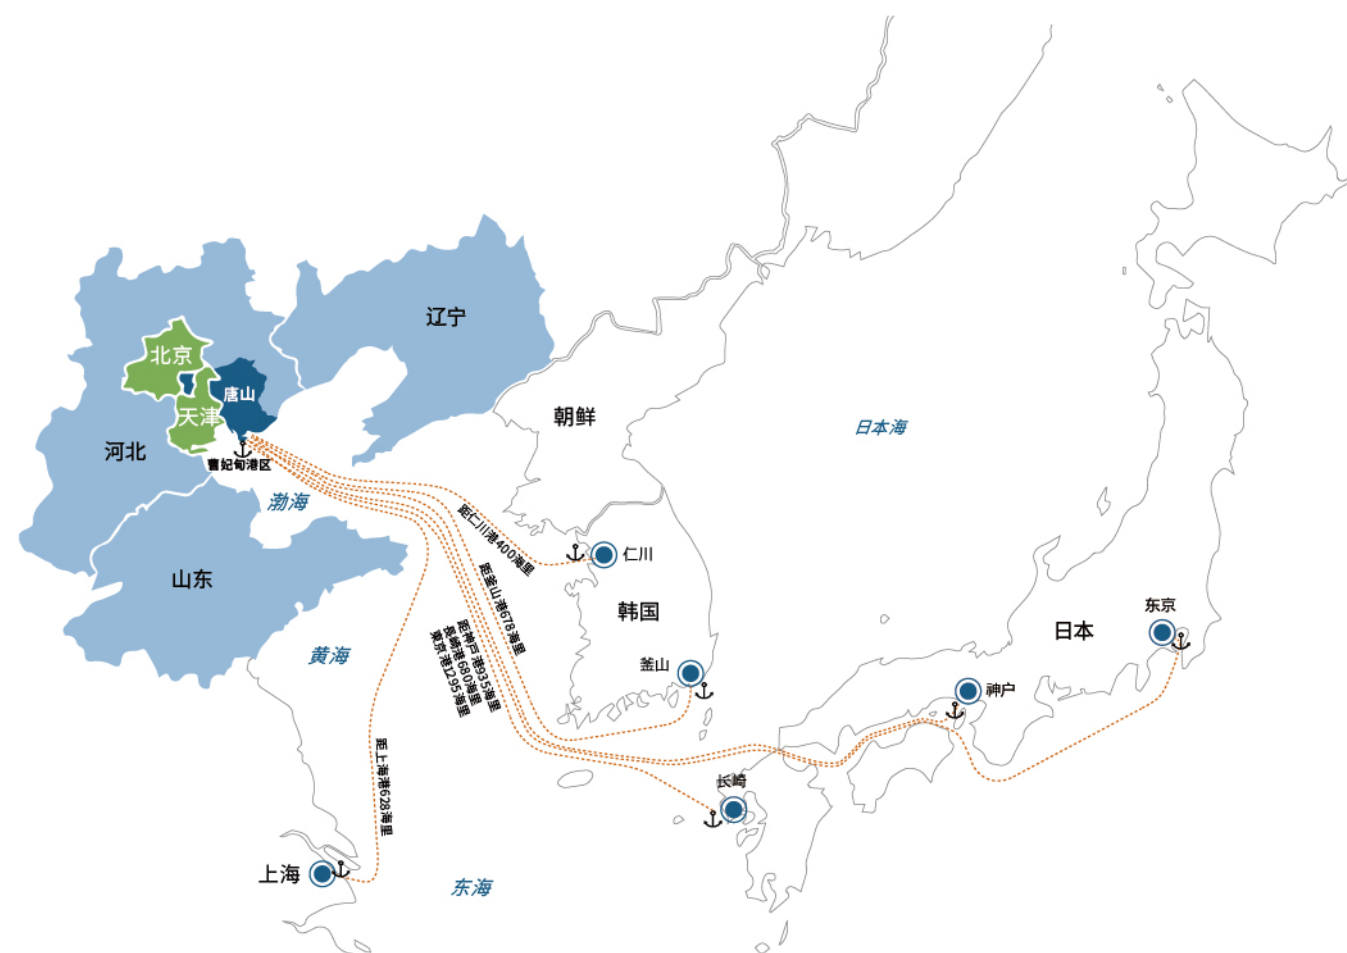 辽宁
北京
唐山
天津
朝鲜
日本海
河北
曹妃甸港区
渤海
距仁川港400海里
仁川
山东
距釜山港678海里
韩国
东京
日本
黄海
距神戸港935海里
長崎港680海里
東京港1295海里
釜山
神户
距上海港628海里
长崎
上海
东海